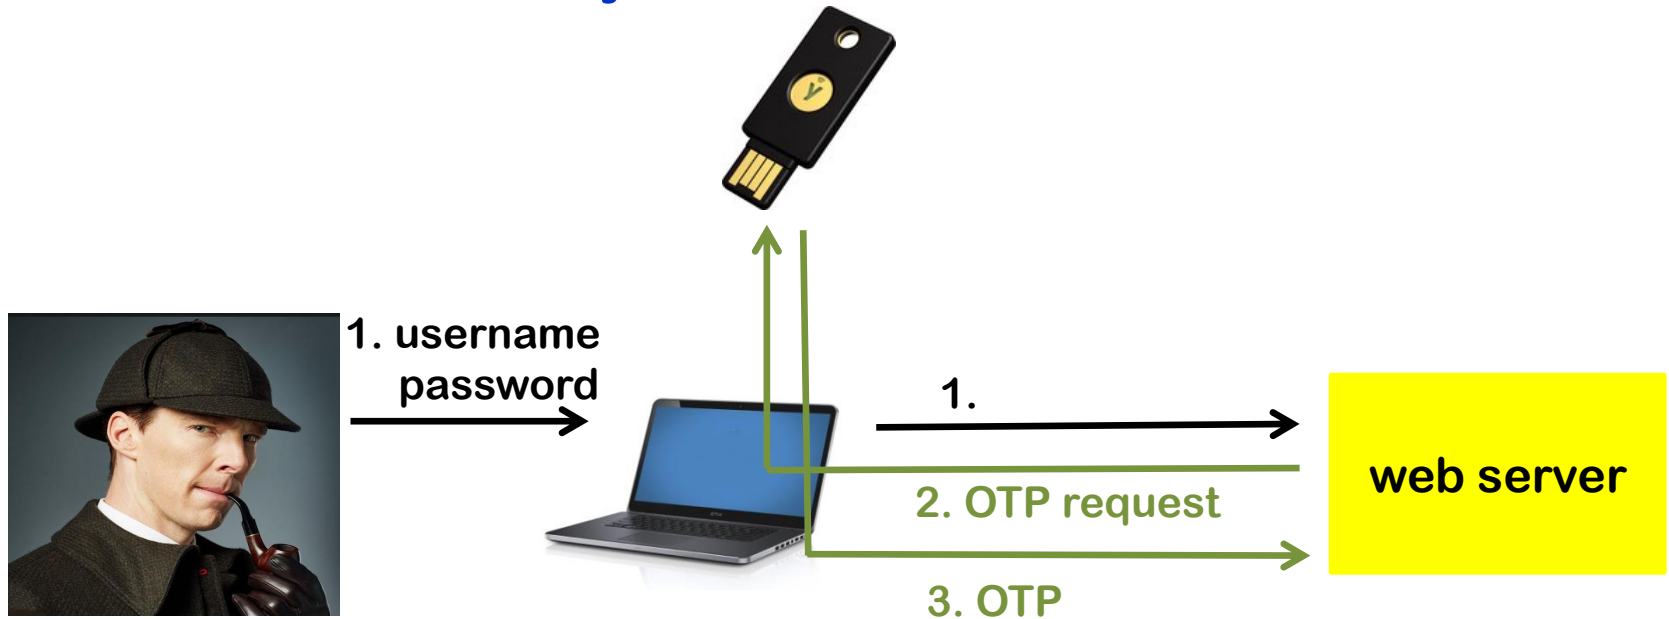 1. username
password
1.
web server
2. OTP request
3. OTP
y